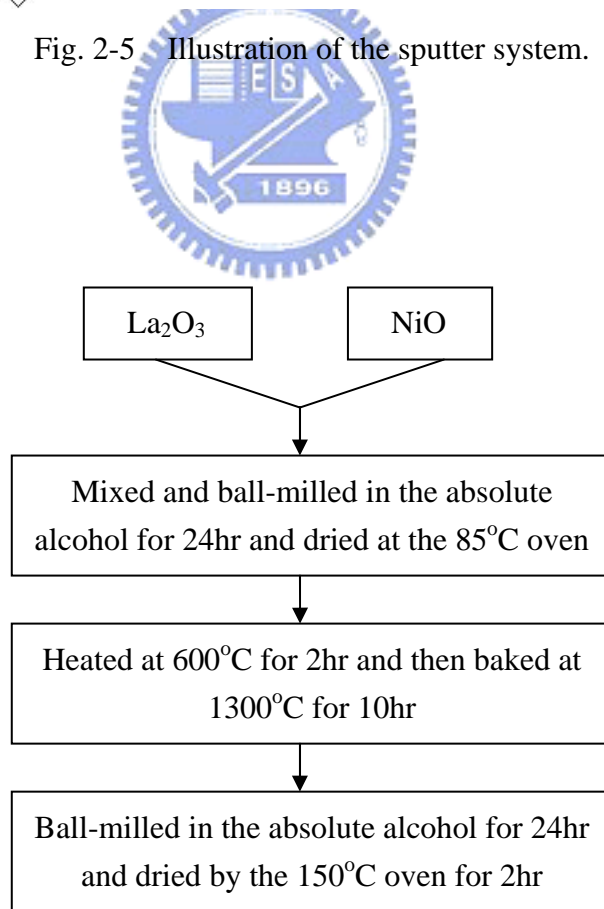 Fig. 2-5 Illustration of the sputter system.
E S A
1896
La₂O₃
NiO
Mixed and ball-milled in the absolute
alcohol for 24hr and dried at the 85°C oven
Heated at 600°C for 2hr and then baked at
1300°C for 10hr
Ball-milled in the absolute alcohol for 24hr
and dried by the 150°C oven for 2hr